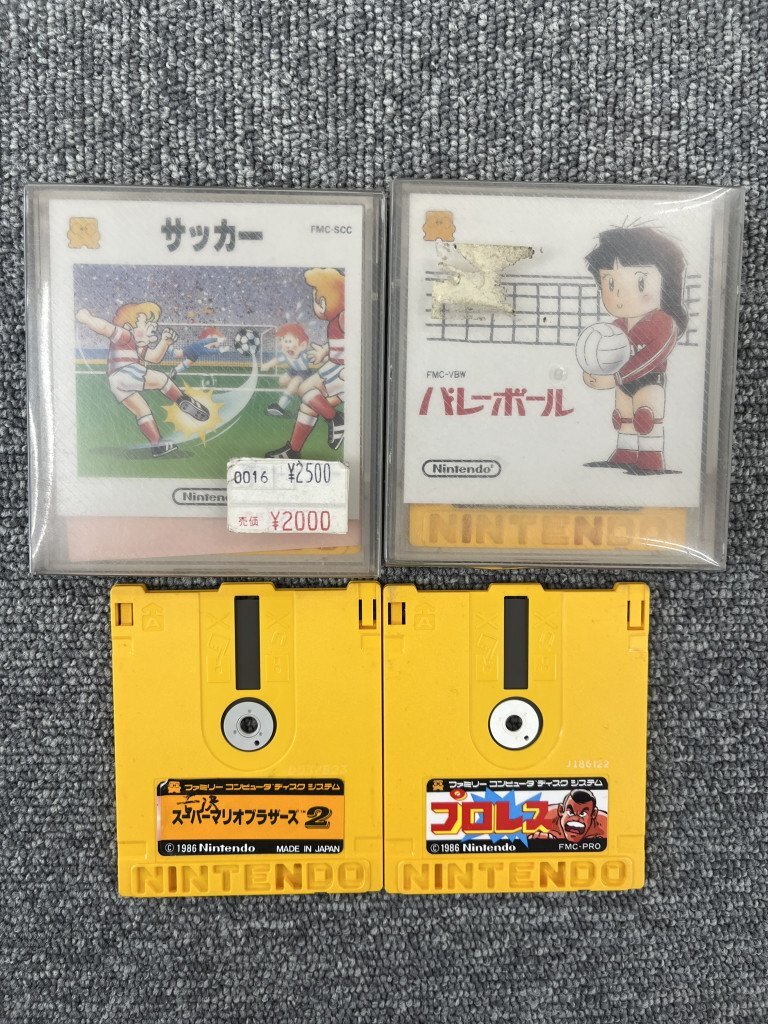 サッカー
FMC-SCC
Nintendo
0016 ¥2500
売価 ¥2000
FMC-VBW
バレーボール
Nintendo®
NINTENDO
A
A
ファミリー コンピュータ ディスク システム
スーパーマリオブラザーズ™2
©1986 Nintendo MADE IN JAPAN
NINTENDO
J186122
ファミリー コンピュータ ディスク システム
プロレス
©1986 Nintendo FMC-PRO
NINTENDO